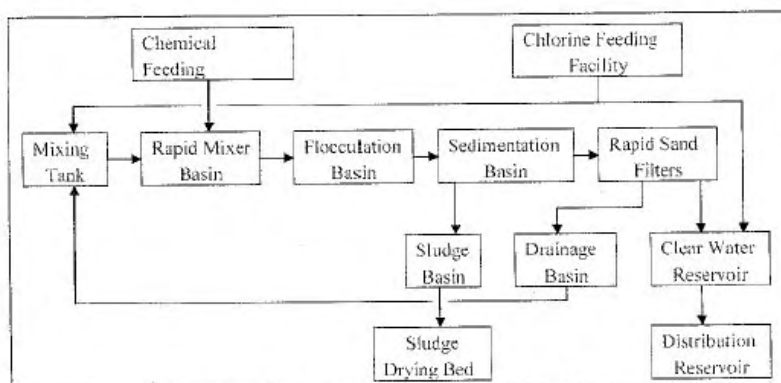 Chemical
Feeding
Chlorine Feeding
Facility
Mixing
Tank
Rapid Mixer
Basin
Flocculation
Basin
Sedimentation
Basin
Rapid Sand
Filters
Sludge
Basin
Drainage
Basin
Clear Water
Reservoir
Sludge
Drying Bed
Distribution
Reservoir